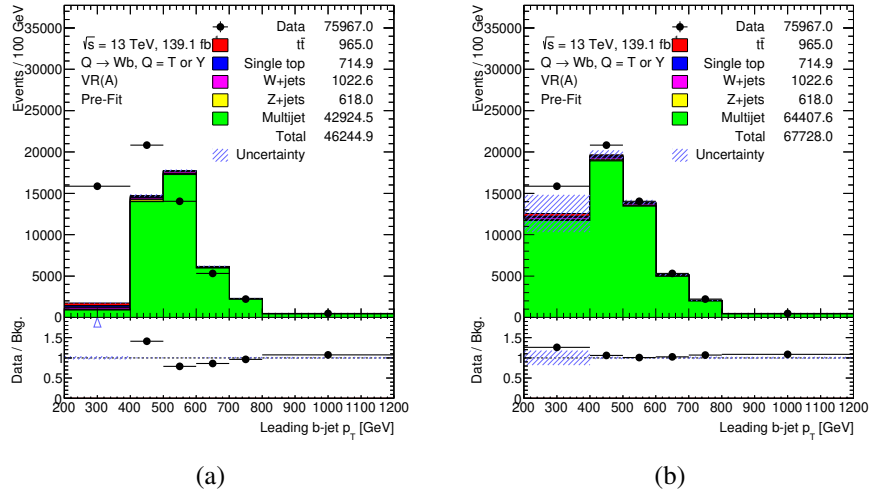 Events / 100 GeV
35000
30000
25000
20000
15000
10000
5000
0
√s = 13 TeV, 139.1 fb
Q → Wb, Q = T or Y
VR(A)
Pre-Fit
Data 75967.0
tt̄ 965.0
Single top 714.9
W+jets 1022.6
Z+jets 618.0
Multijet 42924.5
Total 46244.9
Uncertainty
Data / Bkg.
1.5
1
0.5
0
200 300 400 500 600 700 800 900 1000 1100 1200
Leading b-jet p_T [GeV]
(a)
Events / 100 GeV
35000
30000
25000
20000
15000
10000
5000
0
√s = 13 TeV, 139.1 fb
Q → Wb, Q = T or Y
VR(A)
Pre-Fit
Data 75967.0
tt̄ 965.0
Single top 714.9
W+jets 1022.6
Z+jets 618.0
Multijet 64407.6
Total 67728.0
Uncertainty
Data / Bkg.
1.5
1
0.5
0
200 300 400 500 600 700 800 900 1000 1100 1200
Leading b-jet p_T [GeV]
(b)